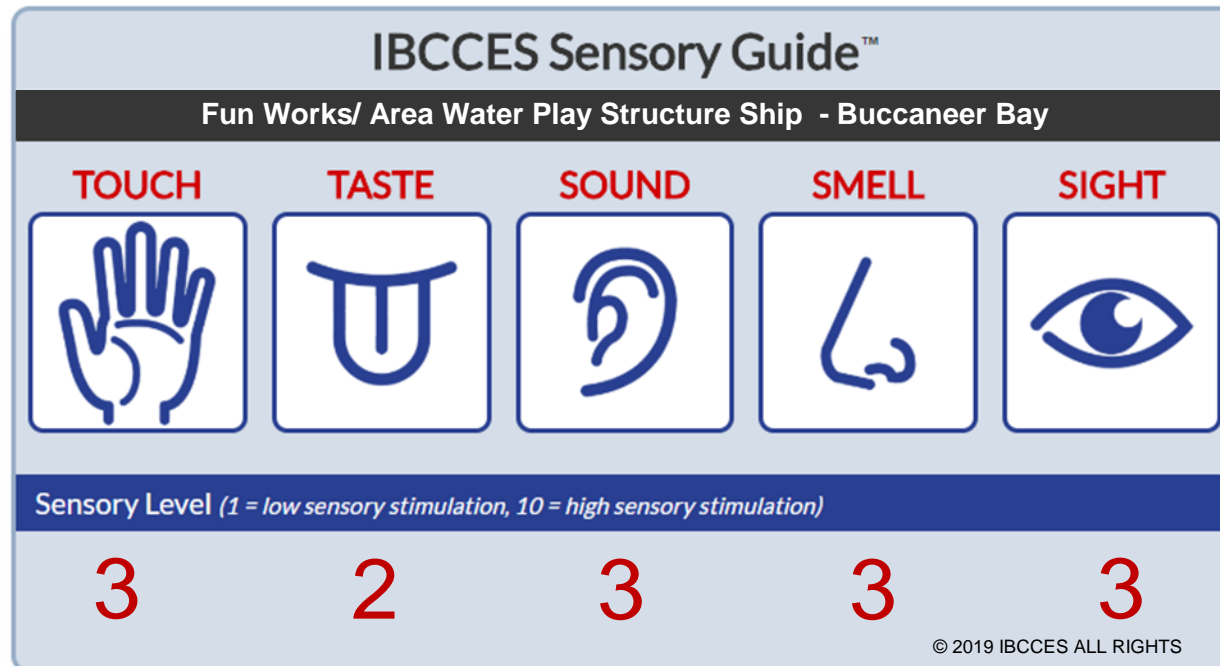 IBCCES Sensory Guide™
Fun Works/ Area Water Play Structure Ship - Buccaneer Bay
TOUCH TASTE SOUND SMELL SIGHT
Sensory Level (1 = low sensory stimulation, 10 = high sensory stimulation)
3 2 3 3 3
© 2019 IBCCES ALL RIGHTS